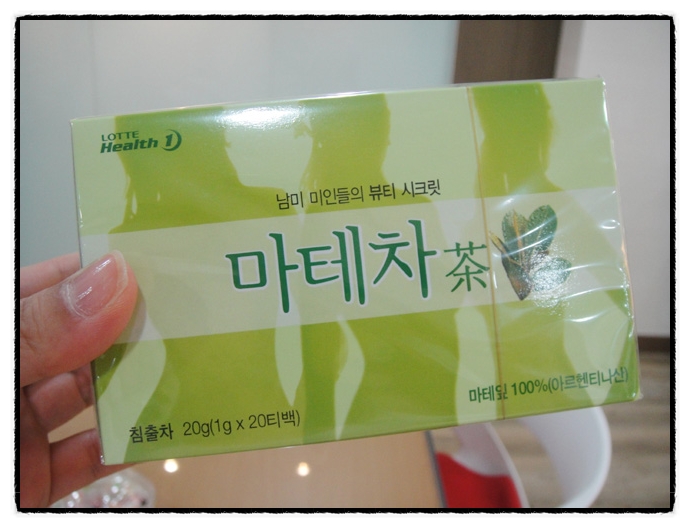 LOTTE
Health 1
남미 미인들의 뷰티 시크릿
마테차 茶
마테잎 100%(아르헨티나산)
침출차 20g(1g x 20티백)